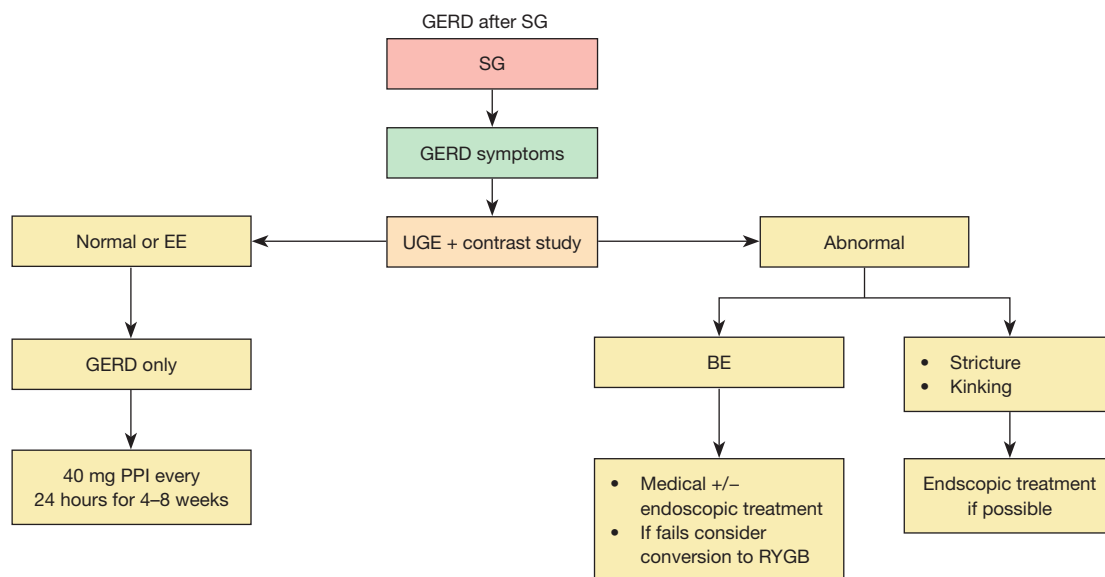 GERD after SG
SG
GERD symptoms
Normal or EE
UGE + contrast study
Abnormal
GERD only
BE
• Stricture
• Kinking
40 mg PPI every
24 hours for 4–8 weeks
• Medical +/–
endoscopic treatment
• If fails consider
conversion to RYGB
Endscopic treatment
if possible